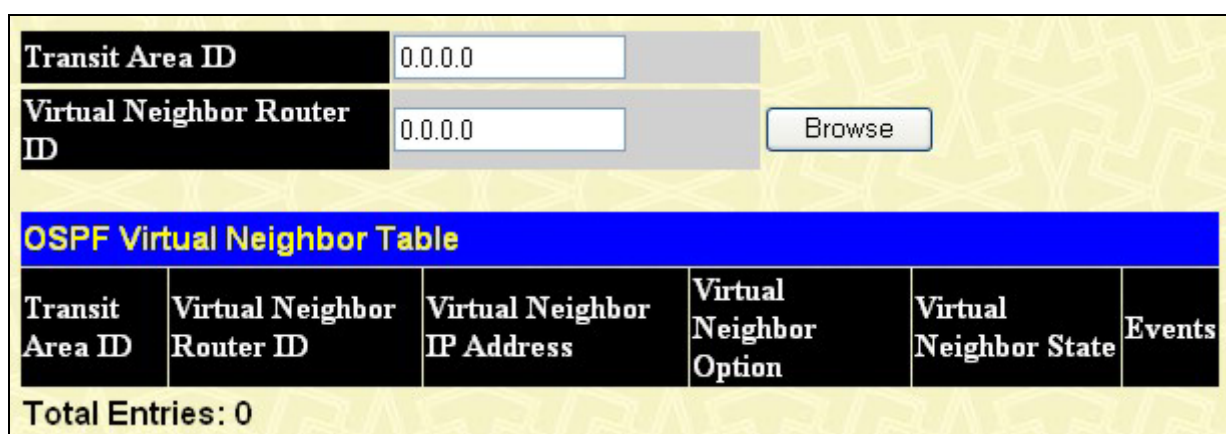 Transit Area ID 0.0.0.0
Virtual Neighbor Router
ID 0.0.0.0 Browse
OSPF Virtual Neighbor Table
Transit Area ID Virtual Neighbor Router ID Virtual Neighbor IP Address Virtual Neighbor Option Virtual Neighbor State Events
Total Entries: 0